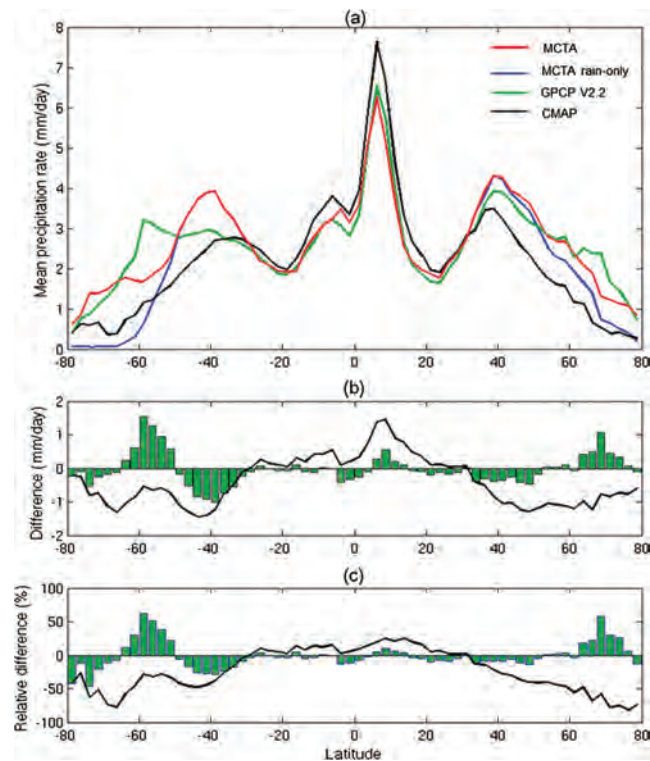 (a)
8
7
6
5
4
3
2
1
0
Mean precipitation rate (mm/day)
MCTA
MCTA rain-only
GPCP V2.2
CMAP
-80 -60 -40 -20 0 20 40 60 80
(b)
2
1
0
-1
-2
Difference (mm/day)
-80 -60 -40 -20 0 20 40 60 80
(c)
100
50
0
-50
-100
Relative difference (%)
-80 -60 -40 -20 0 20 40 60 80
Latitude